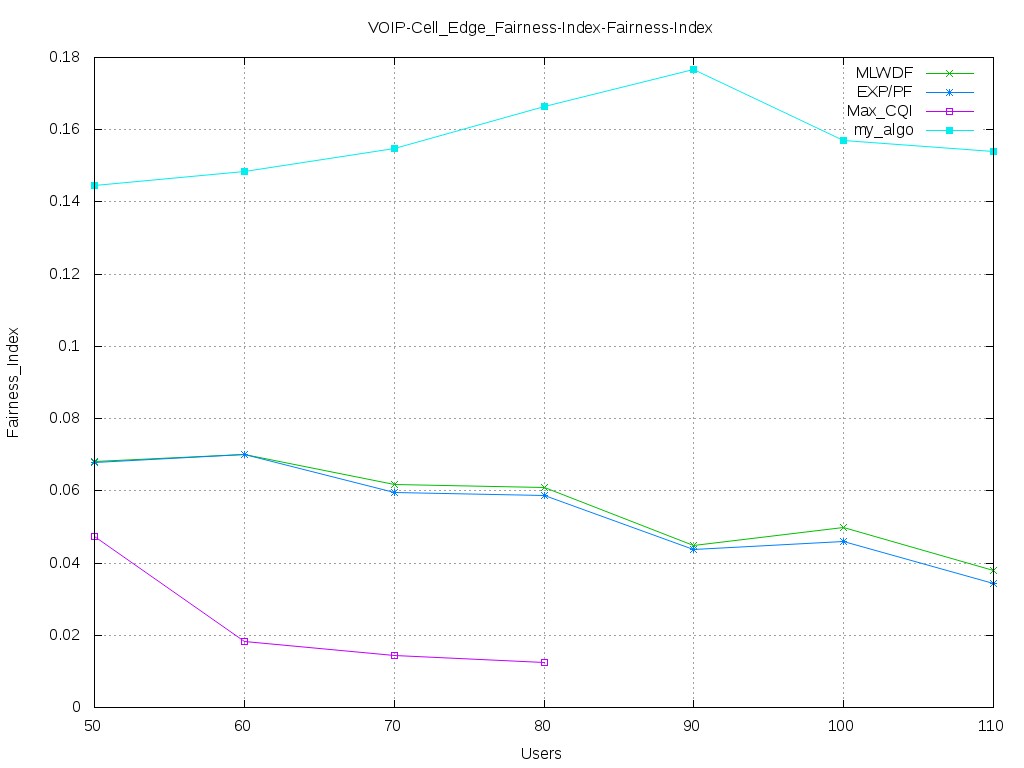 VOIP-Cell_Edge_Fairness-Index-Fairness-Index
MLWDF
EXP/PF
Max_CQI
my_algo
0.18
0.16
0.14
0.12
0.1
0.08
0.06
0.04
0.02
0
Fairness_Index
50 60 70 80 90 100 110
Users